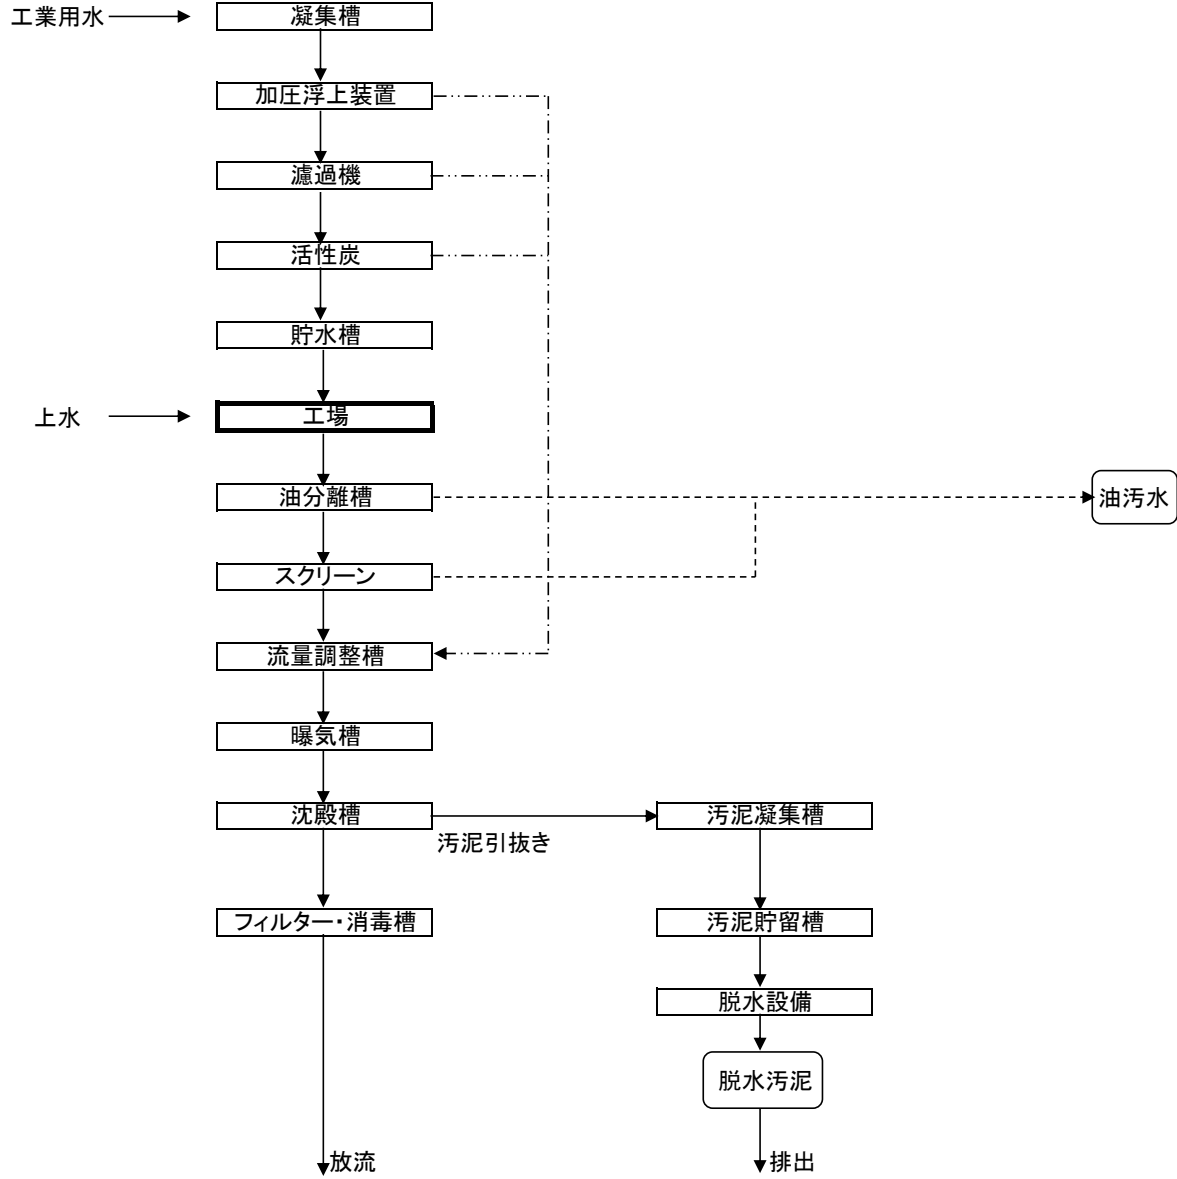 工業用水
凝集槽
加圧浮上装置
濾過機
活性炭
貯水槽
上水
工場
油分離槽
油汚水
スクリーン
流量調整槽
曝気槽
沈殿槽
汚泥凝集槽
汚泥引抜き
フィルター・消毒槽
汚泥貯留槽
脱水設備
脱水汚泥
放流
排出